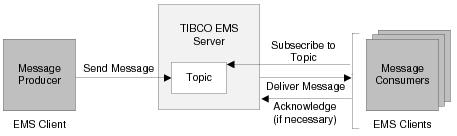 TIBCO EMS
Server
Message
Producer
Send Message
Topic
Subsecribe to
Topic
Deliver Message
Acknowledge
(if necessary)
Message
Consumers
EMS Client
EMS Clients